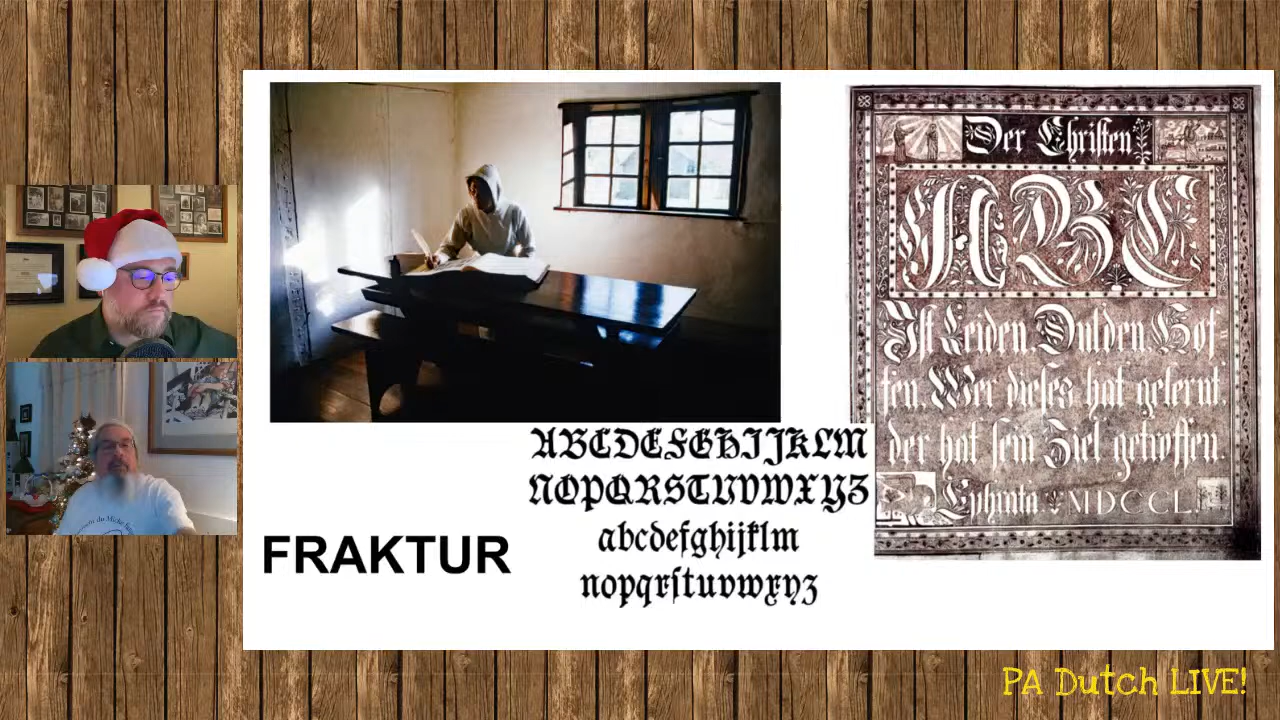 Der Christen
ABC
Ist Leiden, Dulden, Hof-
fen. Wer dieses hat gelernt,
der hat sein Ziel getroffen.
Ephrata MDCCL.
ABCDEFGHIJKLM
NOPQRSTUVWXYZ
abcdefghijklm
nopqrſtuvwxyz
FRAKTUR
PA Dutch LIVE!